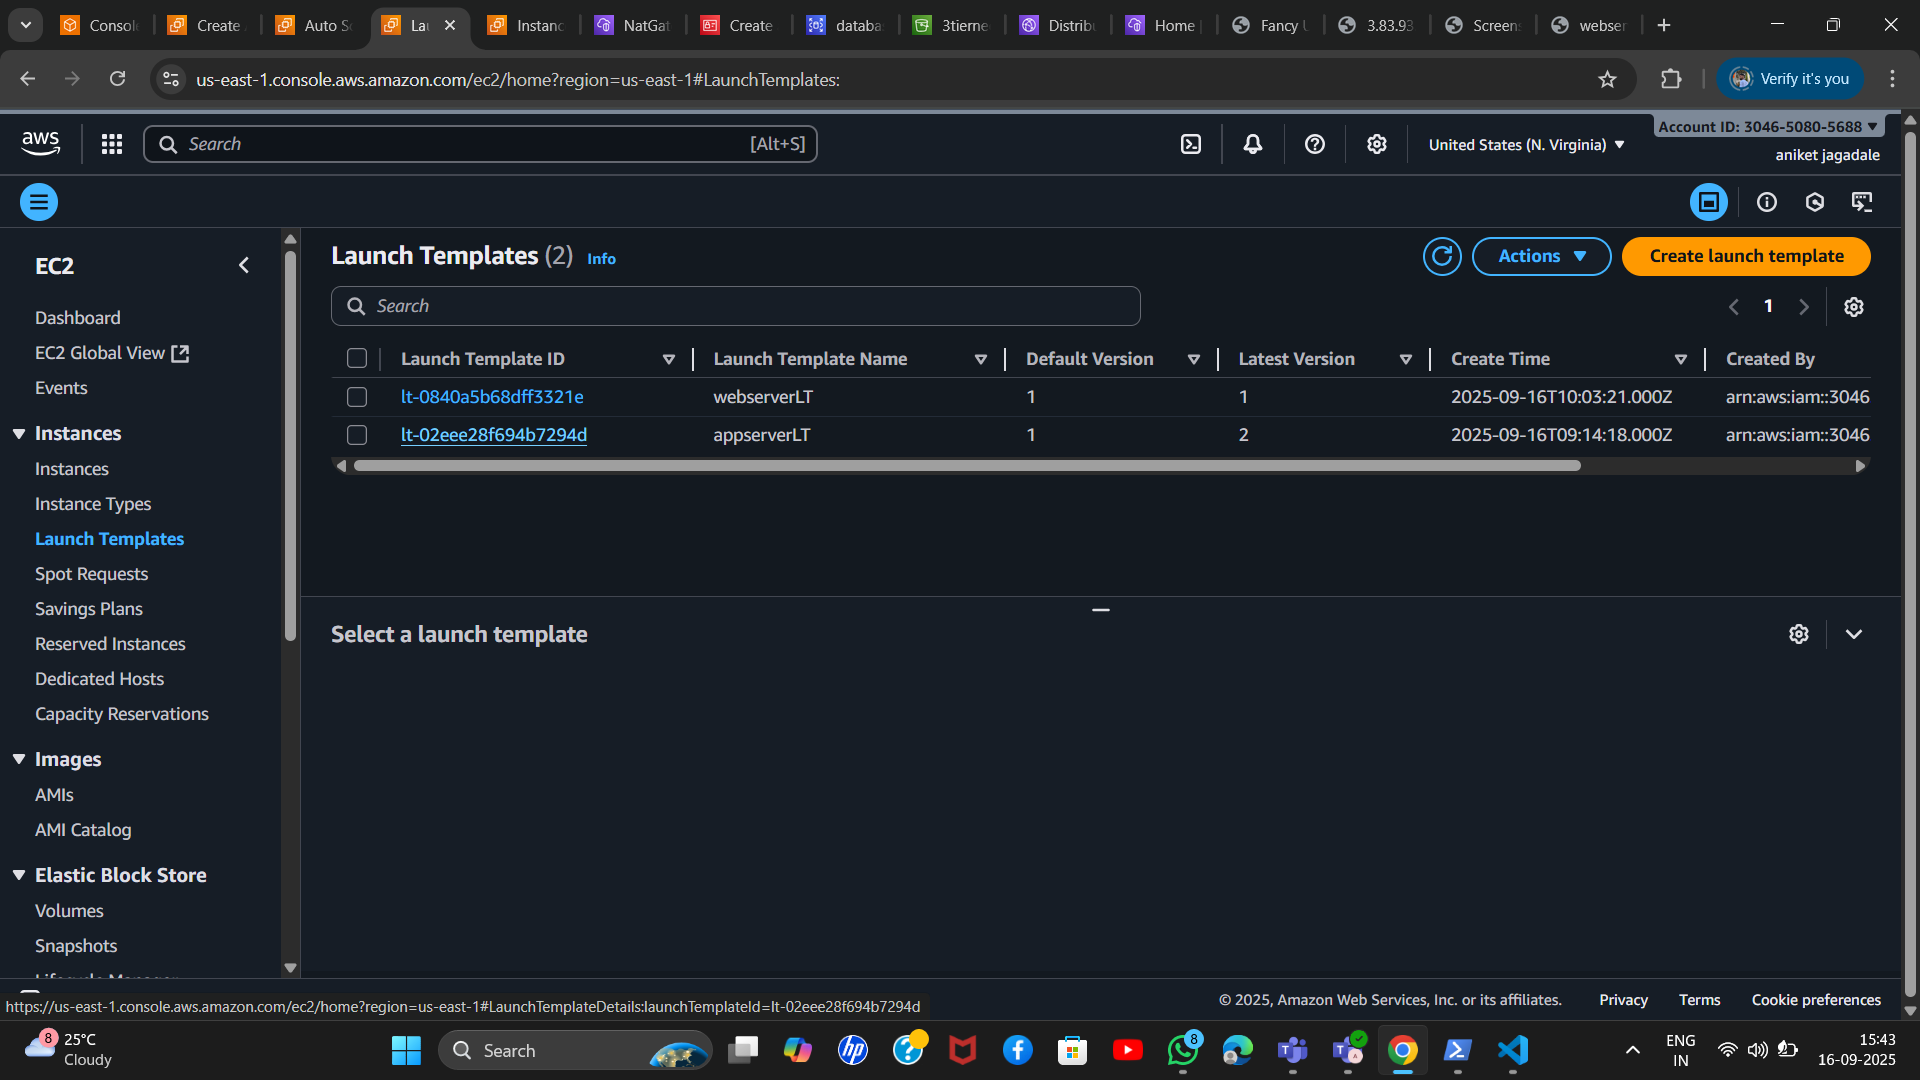 Consol
Create
Auto Sc
Lau
Instanc
NatGat
Create
databa
3tierne
Distribu
Home |
Fancy U
3.83.93
Screens
webser
us-east-1.console.aws.amazon.com/ec2/home?region=us-east-1#LaunchTemplates:
Verify it's you
aws
Search
[Alt+S]
United States (N. Virginia)
Account ID: 3046-5080-5688
aniket jagadale
EC2
Dashboard
EC2 Global View
Events
Instances
Instances
Instance Types
Launch Templates
Spot Requests
Savings Plans
Reserved Instances
Dedicated Hosts
Capacity Reservations
Images
AMIs
AMI Catalog
Elastic Block Store
Volumes
Snapshots
Launch Templates (2) Info
Actions
Create launch template
Search
1
Launch Template ID Launch Template Name Default Version Latest Version Create Time Created By
lt-0840a5b68dff3321e webserverLT 1 1 2025-09-16T10:03:21.000Z arn:aws:iam::3046
lt-02eee28f694b7294d appserverLT 1 2 2025-09-16T09:14:18.000Z arn:aws:iam::3046
Select a launch template
https://us-east-1.console.aws.amazon.com/ec2/home?region=us-east-1#LaunchTemplateDetails:launchTemplateId=lt-02eee28f694b7294d
© 2025, Amazon Web Services, Inc. or its affiliates.
Privacy
Terms
Cookie preferences
8
25°C
Cloudy
Search
hp
8
ENG
IN
15:43
16-09-2025